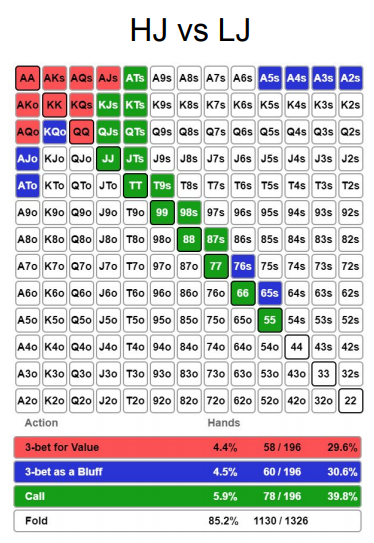 HJ vs LJ
AA AKs AQs AJs ATs A9s A8s A7s A6s A5s A4s A3s A2s
AKo KK KQs KJs KTs K9s K8s K7s K6s K5s K4s K3s K2s
AQo KQo QQ QJs QTs Q9s Q8s Q7s Q6s Q5s Q4s Q3s Q2s
AJo KJo QJo JJ JTs J9s J8s J7s J6s J5s J4s J3s J2s
ATo KTo QTo JTo TT T9s T8s T7s T6s T5s T4s T3s T2s
A9o K9o Q9o J9o T9o 99 98s 97s 96s 95s 94s 93s 92s
A8o K8o Q8o J8o T8o 98o 88 87s 86s 85s 84s 83s 82s
A7o K7o Q7o J7o T7o 97o 87o 77 76s 75s 74s 73s 72s
A6o K6o Q6o J6o T6o 96o 86o 76o 66 65s 64s 63s 62s
A5o K5o Q5o J5o T5o 95o 85o 75o 65o 55 54s 53s 52s
A4o K4o Q4o J4o T4o 94o 84o 74o 64o 54o 44 43s 42s
A3o K3o Q3o J3o T3o 93o 83o 73o 63o 53o 43o 33 32s
A2o K2o Q2o J2o T2o 92o 82o 72o 62o 52o 42o 32o 22
Action Hands
3-bet for Value 4.4% 58 / 196 29.6%
3-bet as a Bluff 4.5% 60 / 196 30.6%
Call 5.9% 78 / 196 39.8%
Fold 85.2% 1130 / 1326